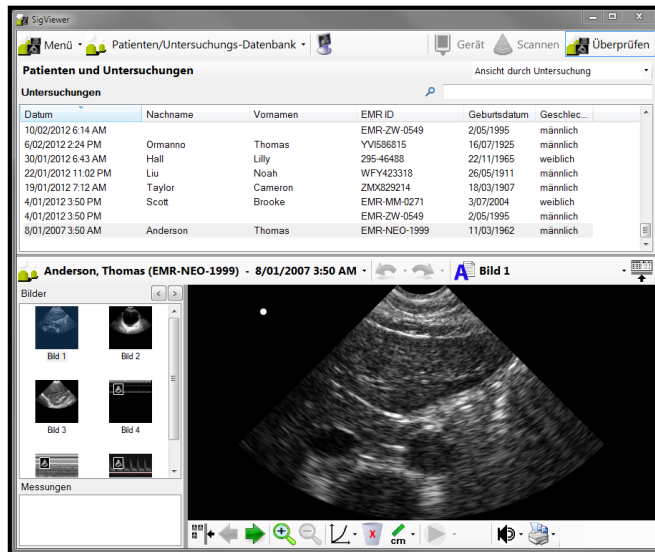 SigViewer
Menü Patienten/Untersuchungs-Datenbank Gerät Scannen Überprüfen
Patienten und Untersuchungen Ansicht durch Untersuchung
Untersuchungen
Datum Nachname Vornamen EMR ID Geburtsdatum Geschlec...
10/02/2012 6:14 AM EMR-ZW-0549 2/05/1995 männlich
6/02/2012 2:24 PM Ormanno Thomas YVI586815 16/07/1925 männlich
30/01/2012 6:43 AM Hall Lilly 295-46488 22/11/1965 weiblich
22/01/2012 11:02 PM Liu Noah WFY423318 26/05/1911 männlich
19/01/2012 7:12 AM Taylor Cameron ZMX829214 18/03/1907 männlich
4/01/2012 3:50 PM Scott Brooke EMR-MM-0271 3/07/2004 weiblich
4/01/2012 3:50 PM EMR-ZW-0549 2/05/1995 männlich
8/01/2007 3:50 AM Anderson Thomas EMR-NEO-1999 11/03/1962 männlich
Anderson, Thomas (EMR-NEO-1999) - 8/01/2007 3:50 AM A Bild 1
Bilder
Bild 1 Bild 2
Bild 3 Bild 4
Messungen
x cm